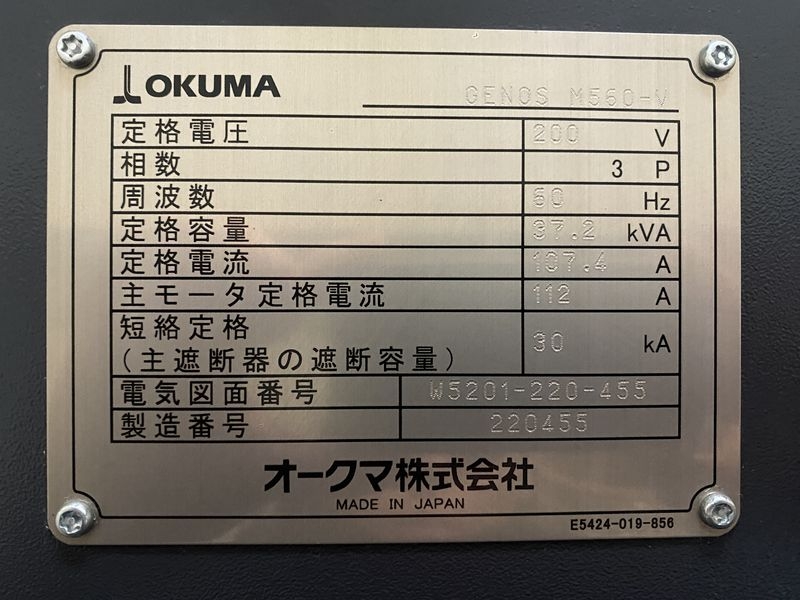 OKUMA
GENOS M560-V
定格電圧 200 V
相数 3 P
周波数 60 Hz
定格容量 37.2 kVA
定格電流 107.4 A
主モータ定格電流 112 A
短絡定格
(主遮断器の遮断容量) 30 kA
電気図面番号 W5201-220-455
製造番号 220455
オークマ株式会社
MADE IN JAPAN
E5424-019-856